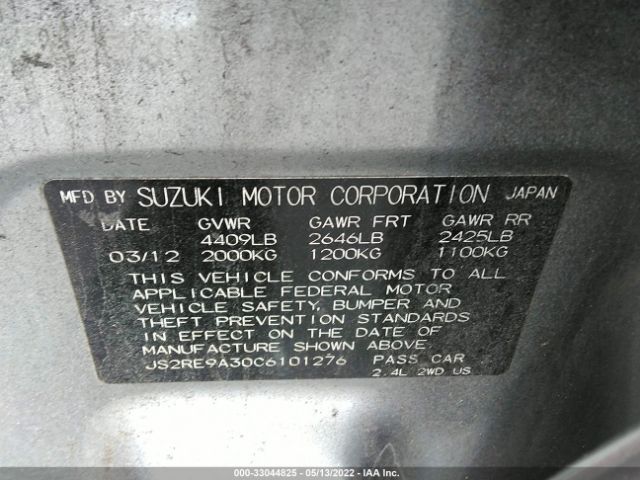 MFD BY SUZUKI MOTOR CORPORATION JAPAN
DATE GVWR GAWR FRT GAWR RR
4409LB 2646LB 2425LB
03/12 2000KG 1200KG 1100KG
THIS VEHICLE CONFORMS TO ALL
APPLICABLE FEDERAL MOTOR
VEHICLE SAFETY, BUMPER AND
THEFT PREVENTION STANDARDS
IN EFFECT ON THE DATE OF
MANUFACTURE SHOWN ABOVE.
JS2RE9A30C6101276 PASS CAR
2.4L 2WD US
000-33044825 - 05/13/2022 - IAA Inc.